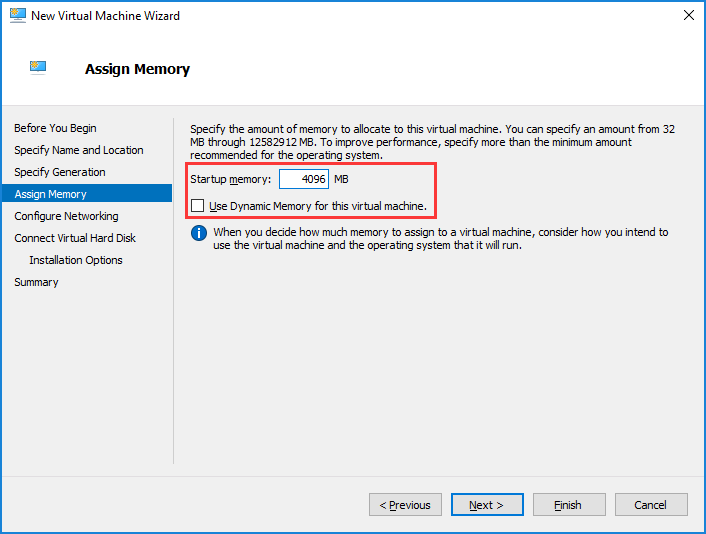 New Virtual Machine Wizard
Assign Memory
Before You Begin
Specify Name and Location
Specify Generation
Assign Memory
Configure Networking
Connect Virtual Hard Disk
Installation Options
Summary
Specify the amount of memory to allocate to this virtual machine. You can specify an amount from 32
MB through 12582912 MB. To improve performance, specify more than the minimum amount
recommended for the operating system.
Startup memory: 4096 MB
Use Dynamic Memory for this virtual machine.
When you decide how much memory to assign to a virtual machine, consider how you intend to
use the virtual machine and the operating system that it will run.
< Previous Next > Finish Cancel